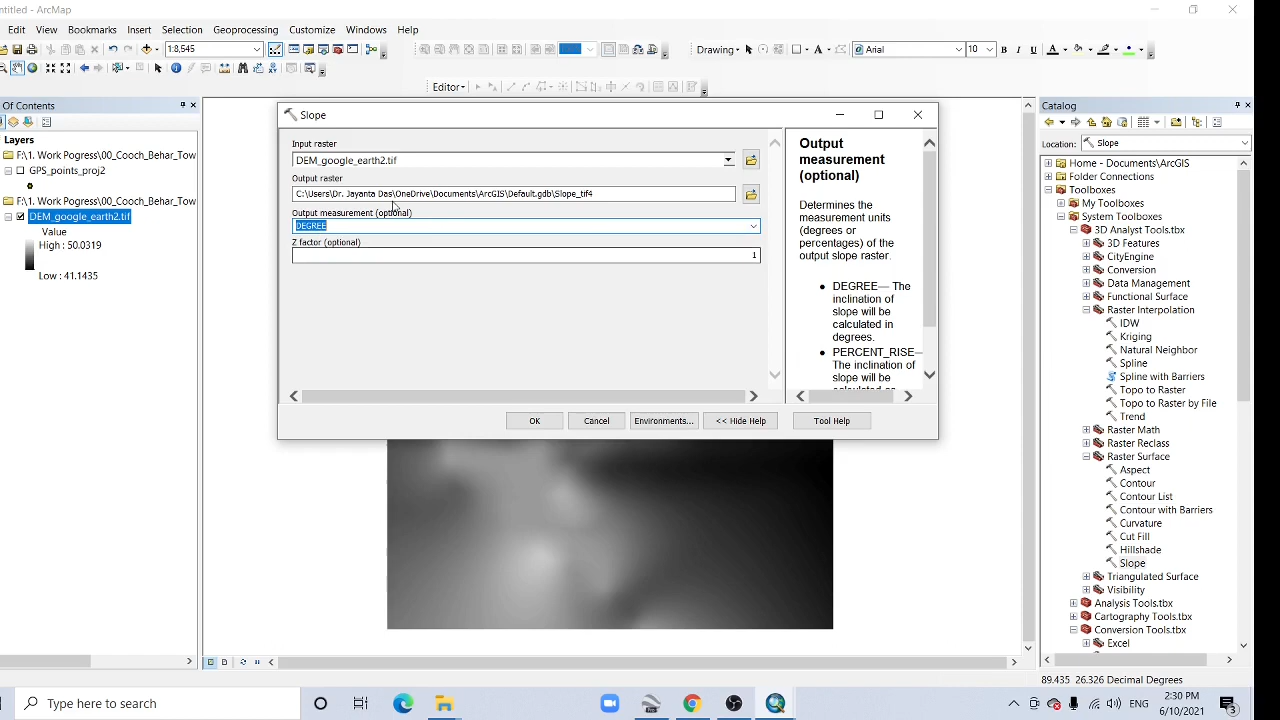 ntitled - ArcMap
Edit View Bookmarks Insert Selection Geoprocessing Customize Windows Help
1:8,545
Drawing Arial 10 B I U A
Editor
Of Contents
Layers
F:\1. Work Pogress\00_Cooch_Behar_Tow
GPS_points_proj2
F:\1. Work Pogress\00_Cooch_Behar_Tow
DEM_google_earth2.tif
Value
High : 50.0319
Low : 41.1435
Slope
Input raster
DEM_google_earth2.tif
Output raster
C:\Users\Dr. Jayanta Das\OneDrive\Documents\ArcGIS\Default.gdb\Slope_tif4
Output measurement (optional)
DEGREE
Z factor (optional)
1
OK Cancel Environments... << Hide Help Tool Help
Output
measurement
(optional)
Determines the
measurement units
(degrees or
percentages) of the
output slope raster.
• DEGREE— The
inclination of
slope will be
calculated in
degrees.
• PERCENT_RISE—
The inclination of
slope will be
calculated as
Catalog
Location: Slope
Home - Documents\ArcGIS
Folder Connections
Toolboxes
My Toolboxes
System Toolboxes
3D Analyst Tools.tbx
3D Features
CityEngine
Conversion
Data Management
Functional Surface
Raster Interpolation
IDW
Kriging
Natural Neighbor
Spline
Spline with Barriers
Topo to Raster
Topo to Raster by File
Trend
Raster Math
Raster Reclass
Raster Surface
Aspect
Contour
Contour List
Contour with Barriers
Curvature
Cut Fill
Hillshade
Slope
Triangulated Surface
Visibility
Analysis Tools.tbx
Cartography Tools.tbx
Conversion Tools.tbx
Excel
89.435 26.326 Decimal Degrees
Type here to search
Pro
ENG
2:30 PM
6/10/2021
3